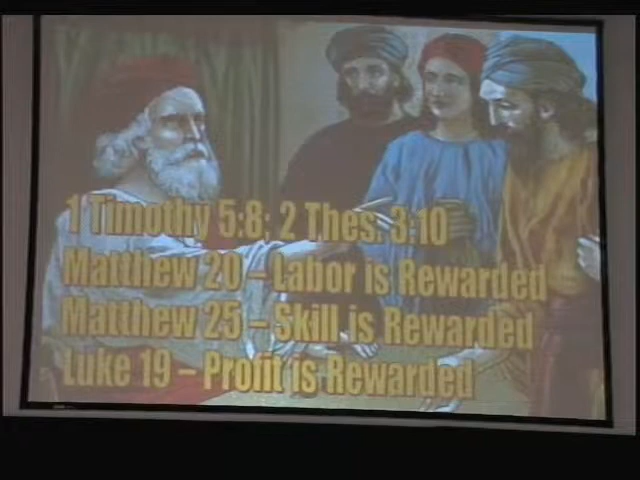 1 Timothy 5:8; 2 Thes. 3:10
Matthew 20 – Labor is Rewarded
Matthew 25 – Skill is Rewarded
Luke 19 – Profit is Rewarded